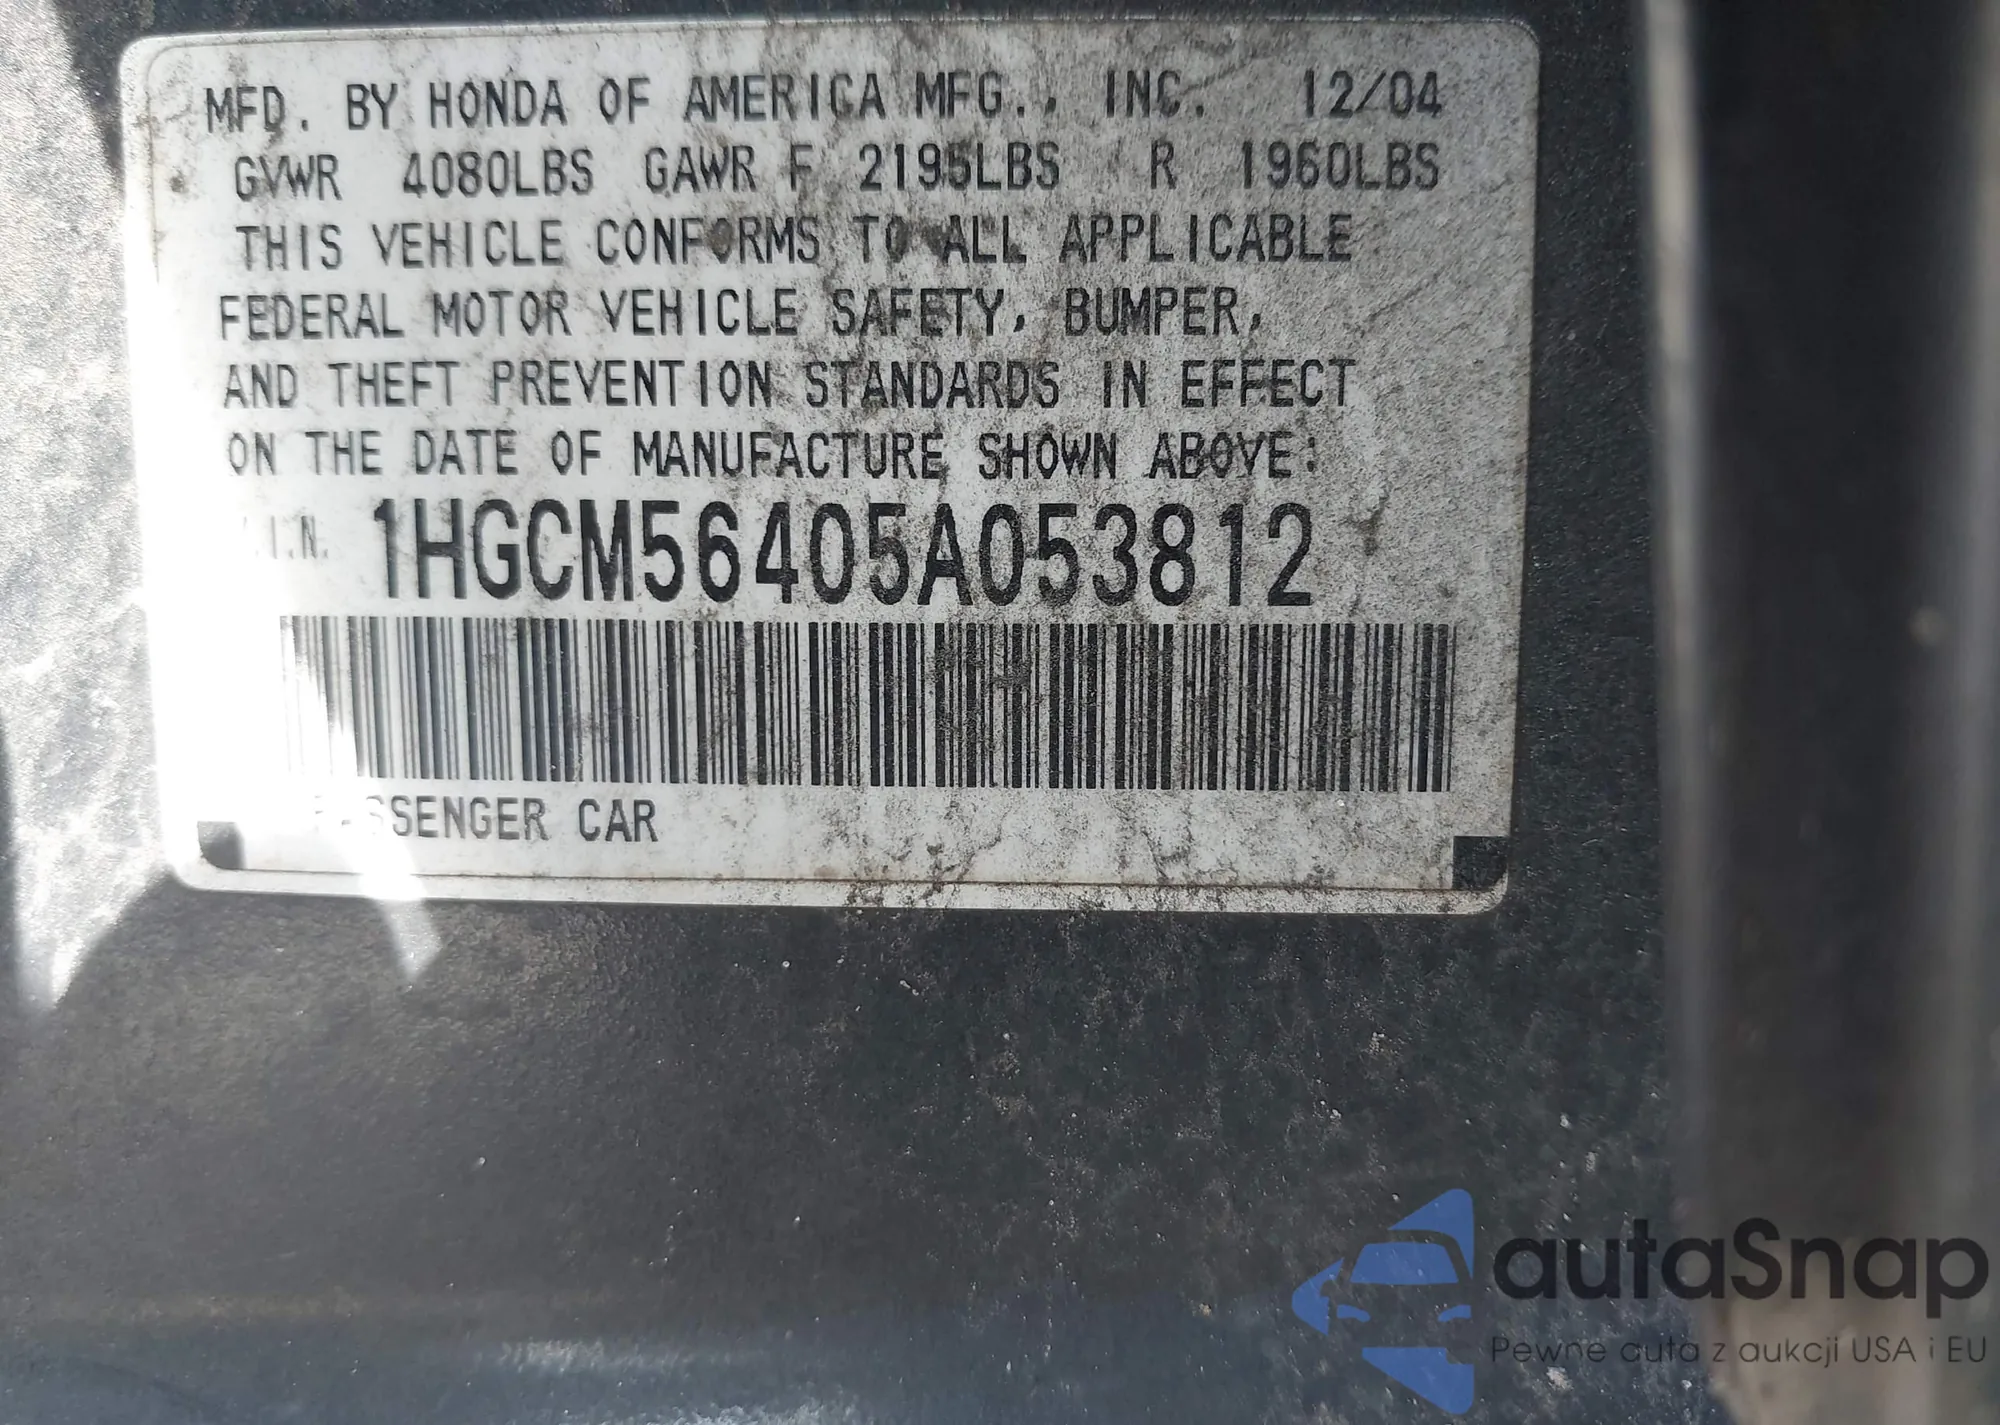 MFD. BY HONDA OF AMERICA MFG., INC. 12/04
GVWR 4080LBS GAWR F 2195LBS R 1960LBS
THIS VEHICLE CONFORMS TO ALL APPLICABLE
FEDERAL MOTOR VEHICLE SAFETY, BUMPER,
AND THEFT PREVENTION STANDARDS IN EFFECT
ON THE DATE OF MANUFACTURE SHOWN ABOVE:
V.I.N. 1HGCM56405A053812
PASSENGER CAR
autaSnap
Pewne auta z aukcji USA i EU